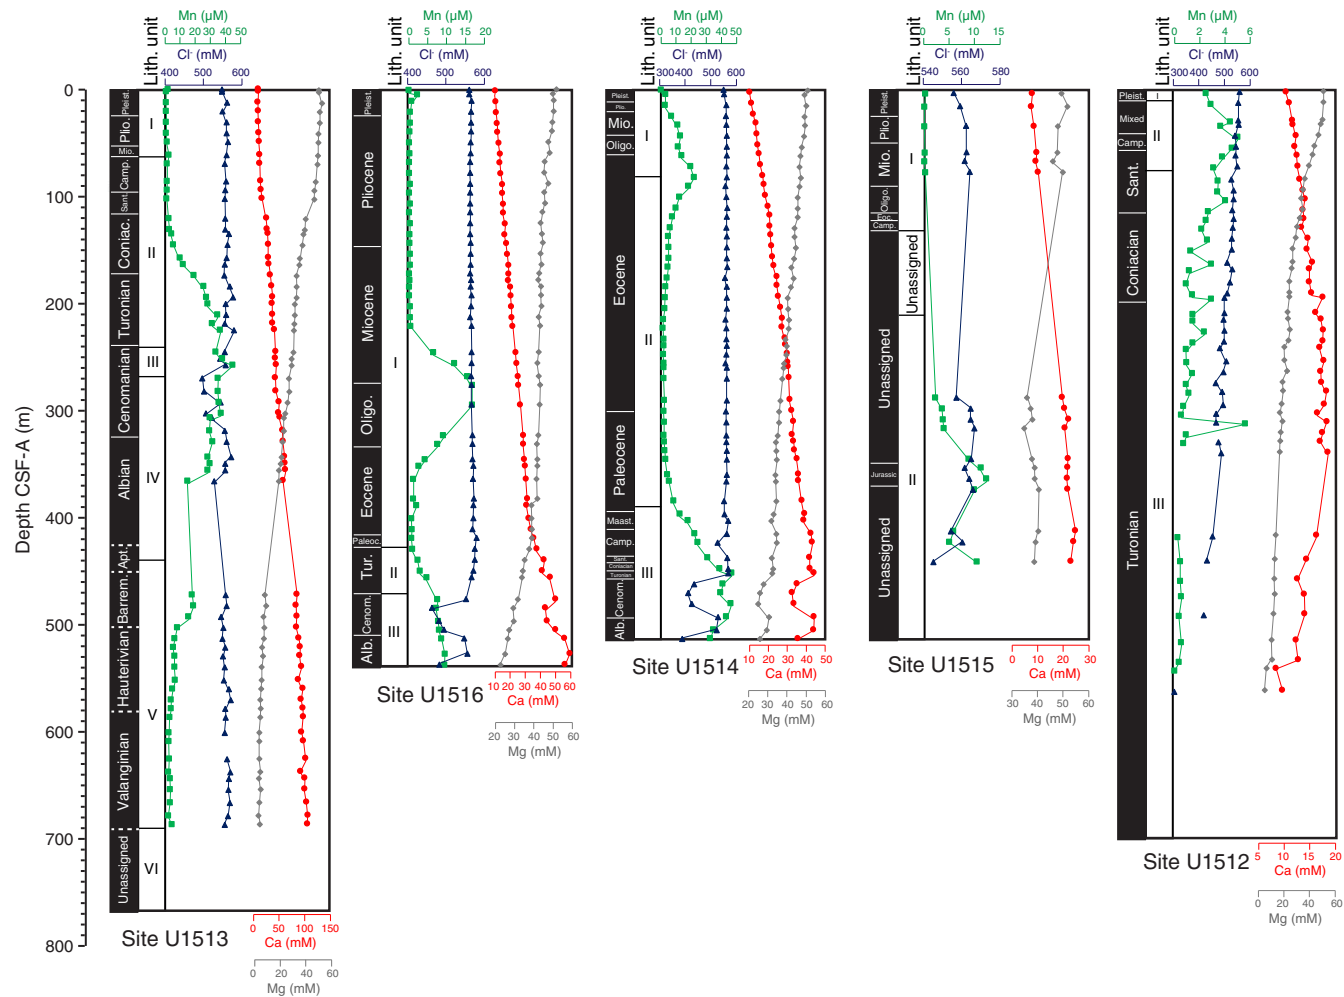 Mn (µM)
0 10 20 30 40 50
Cl- (mM)
400 500 600
Lith. unit
Mn (µM)
0 5 10 15 20
Cl- (mM)
400 500 600
Lith. unit
Mn (µM)
0 10 20 30 40 50
Cl- (mM)
300 400 500 600
Lith. unit
Mn (µM)
0 5 10 15
Cl- (mM)
540 560 580
Lith. unit
Mn (µM)
0 2 4 6
Cl- (mM)
300 400 500 600
Lith. unit
Depth CSF-A (m)
0
100
200
300
400
500
600
700
800
Pleist.
Plio.
Mio.
Camp.
Sant.
Coniac.
Turonian
Cenomanian
Albian
Apt.
Barrem.
Hauterivian
Valanginian
Unassigned
I
II
III
IV
V
VI
Site U1513
0 50 100 150
Ca (mM)
0 20 40 60
Mg (mM)
Pleist.
Pliocene
Miocene
Oligo.
Eocene
Paleoc.
Tur.
Cenom.
Alb.
I
II
III
Site U1516
10 20 30 40 50 60
Ca (mM)
20 30 40 50 60
Mg (mM)
Pleist.
Plio.
Mio.
Oligo.
Eocene
Paleocene
Maast.
Camp.
Sant.
Coniacian
Turonian
Cenom.
Alb.
I
II
III
Site U1514
10 20 30 40 50
Ca (mM)
20 30 40 50 60
Mg (mM)
Pleist.
Plio.
Mio.
Oligo.
Eoc.
Camp.
Unassigned
Jurassic
Unassigned
I
Unassigned
II
Site U1515
0 10 20 30
Ca (mM)
30 40 50 60
Mg (mM)
Pleist.
Mixed
Camp.
Sant.
Coniacian
Turonian
I
II
III
Site U1512
5 10 15 20
Ca (mM)
0 20 40 60
Mg (mM)